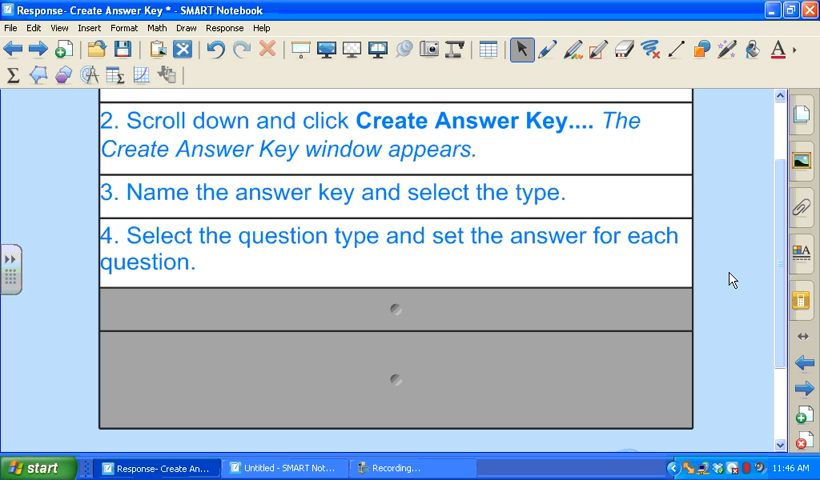 Response- Create Answer Key * - SMART Notebook
File Edit View Insert Format Math Draw Response Help
2. Scroll down and click Create Answer Key.... The
Create Answer Key window appears.
3. Name the answer key and select the type.
4. Select the question type and set the answer for each
question.
start Response- Create An... Untitled - SMART Not... Recording... 11:46 AM